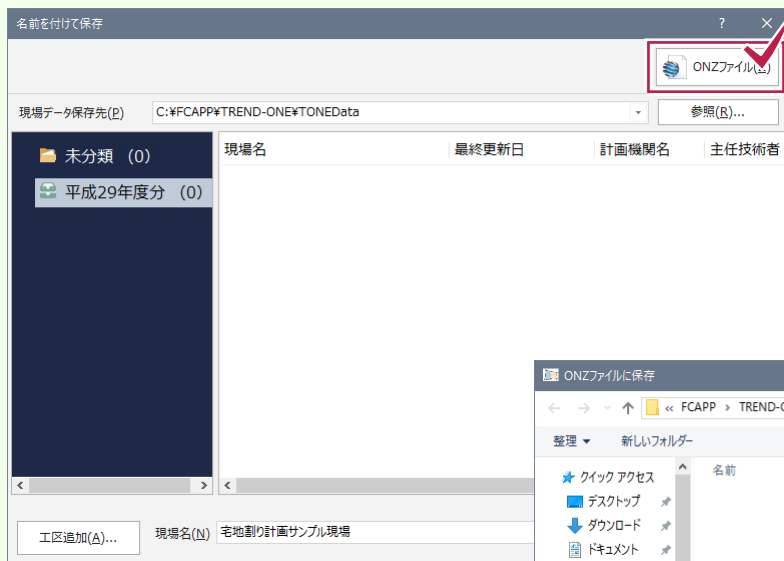 名前を付けて保存
?
ONZファイル(Z)
現場データ保存先(P) C:¥FCAPP¥TREND-ONE¥TONEData 参照(R)...
未分類 (0)
平成29年度分 (0)
現場名 最終更新日 計画機関名 主任技術者
ONZファイルに保存
« FCAPP > TREND-O
整理 新しいフォルダー
クイック アクセス 名前
デスクトップ
ダウンロード
ドキュメント
工区追加(A)... 現場名(N) 宅地割り計画サンプル現場